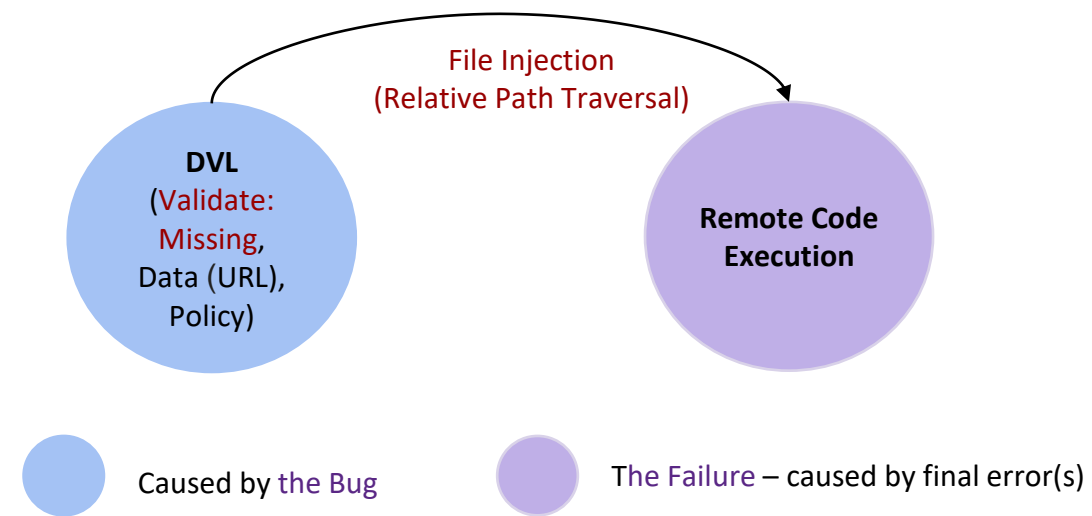 File Injection
(Relative Path Traversal)
DVL
(Validate:
Missing,
Data (URL),
Policy)
Remote Code
Execution
Caused by the Bug
The Failure – caused by final error(s)